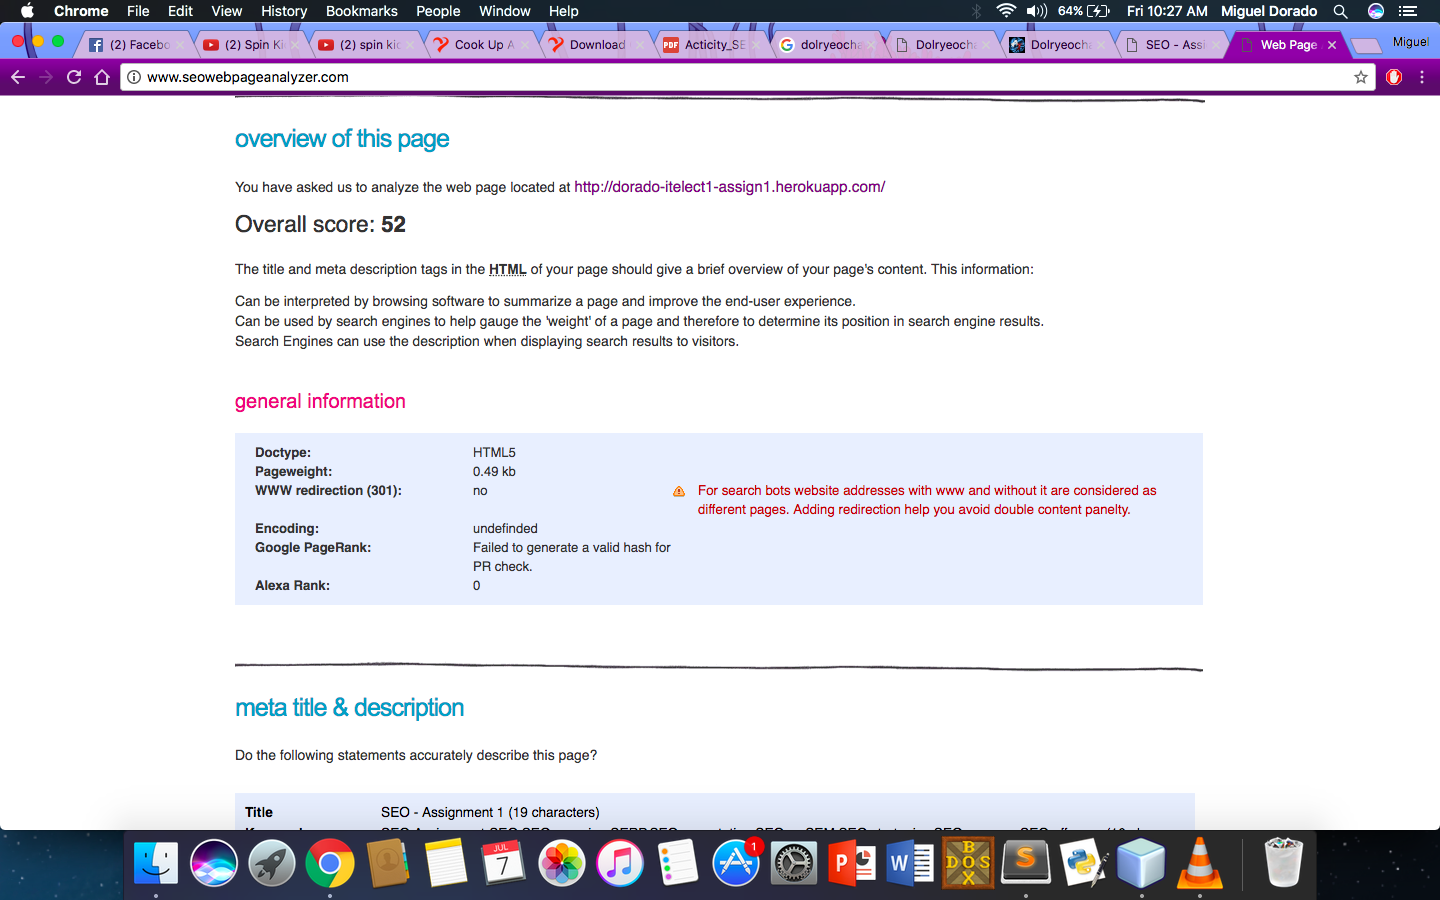 Chrome File Edit View History Bookmarks People Window Help 64% Fri 10:27 AM Miguel Dorado
(2) Facebo (2) Spin Ki (2) spin kic Cook Up A Download PDF Acticity_SE dolryeocha Dolryeocha Dolryeocha SEO - Assi Web Page Miguel
www.seowebpageanalyzer.com
overview of this page
You have asked us to analyze the web page located at http://dorado-itelect1-assign1.herokuapp.com/
Overall score: 52
The title and meta description tags in the HTML of your page should give a brief overview of your page's content. This information:
Can be interpreted by browsing software to summarize a page and improve the end-user experience.
Can be used by search engines to help gauge the 'weight' of a page and therefore to determine its position in search engine results.
Search Engines can use the description when displaying search results to visitors.
general information
Doctype: HTML5
Pageweight: 0.49 kb
WWW redirection (301): no For search bots website addresses with www and without it are considered as
different pages. Adding redirection help you avoid double content panelty.
Encoding: undefinded
Google PageRank: Failed to generate a valid hash for
PR check.
Alexa Rank: 0
meta title & description
Do the following statements accurately describe this page?
Title SEO - Assignment 1 (19 characters)
JUL
7
1
P
W
BOX
DOS
S